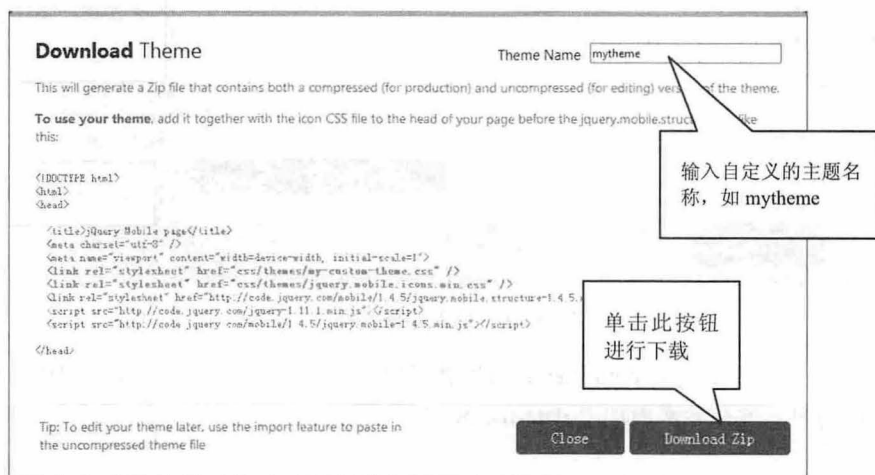 Download Theme
Theme Name mytheme
This will generate a Zip file that contains both a compressed (for production) and uncompressed (for editing) of the theme.
To use your theme, add it together with the icon CSS file to the head of your page before the jquery.mobile.struc like
this:
<!DOCTYPE html>
<html>
<head>
<title>jQuery Mobile page</title>
<meta charset="utf-8" />
<meta name="viewport" content="width=device-width, initial-scale=1">
<link rel="stylesheet" href="css/themes/my-custom-theme.css" />
<link rel="stylesheet" href="css/themes/jquery.mobile.icons.min.css" />
<link rel="stylesheet" href="http://code.jquery.com/mobile/1.4.5/jquery.mobile.structure-1.4.5.
<script src="http://code.jquery.com/jquery-1.11.1.min.js"></script>
<script src="http://code.jquery.com/mobile/1.4.5/jquery.mobile-1.4.5.min.js"></script>
</head>
输入自定义的主题名
称，如 mytheme
单击此按钮
进行下载
Tip: To edit your theme later, use the import feature to paste in
the uncompressed theme file
Close
Download Zip